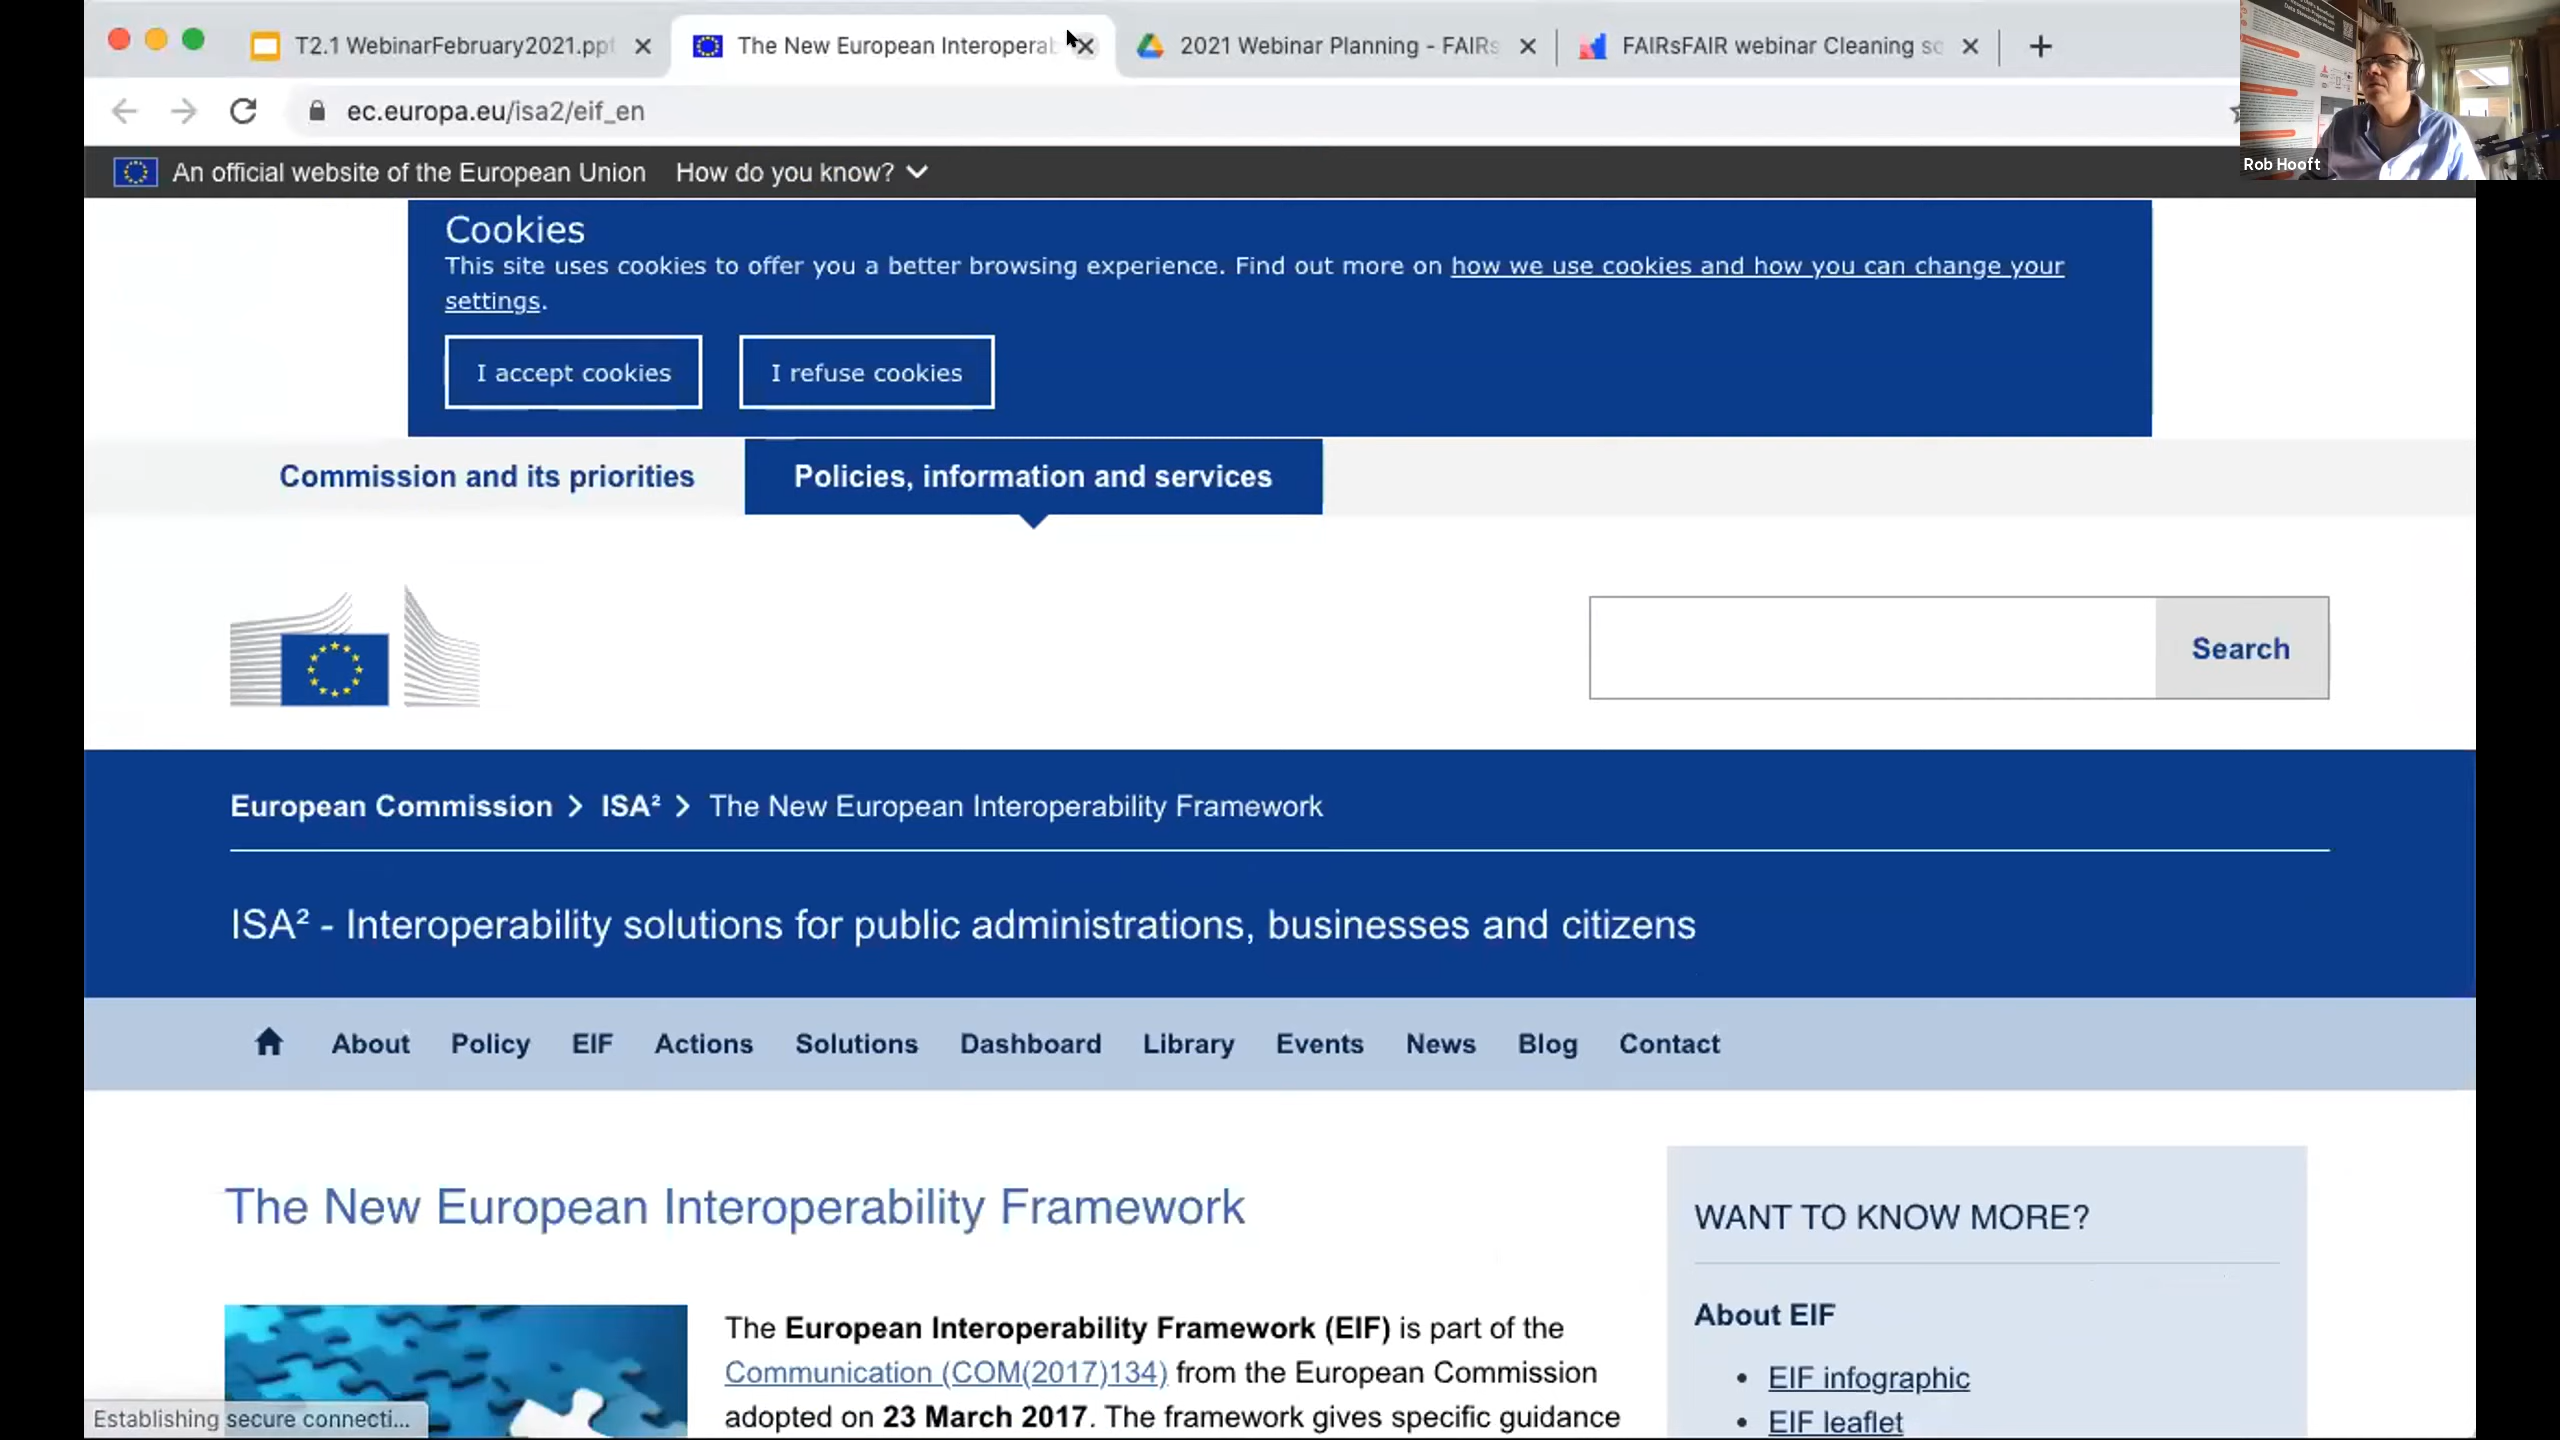 T2.1 WebinarFebruary2021.ppt
The New European Interoperab
2021 Webinar Planning - FAIRs
FAIRsFAIR webinar Cleaning sc
ec.europa.eu/isa2/eif_en
Rob Hooft
An official website of the European Union
How do you know?
Cookies
This site uses cookies to offer you a better browsing experience. Find out more on how we use cookies and how you can change your
settings.
I accept cookies
I refuse cookies
Commission and its priorities
Policies, information and services
Search
European Commission > ISA² > The New European Interoperability Framework
ISA² - Interoperability solutions for public administrations, businesses and citizens
About Policy EIF Actions Solutions Dashboard Library Events News Blog Contact
The New European Interoperability Framework
The European Interoperability Framework (EIF) is part of the
Communication (COM(2017)134) from the European Commission
adopted on 23 March 2017. The framework gives specific guidance
WANT TO KNOW MORE?
About EIF
• EIF infographic
• EIF leaflet
Establishing secure connecti...